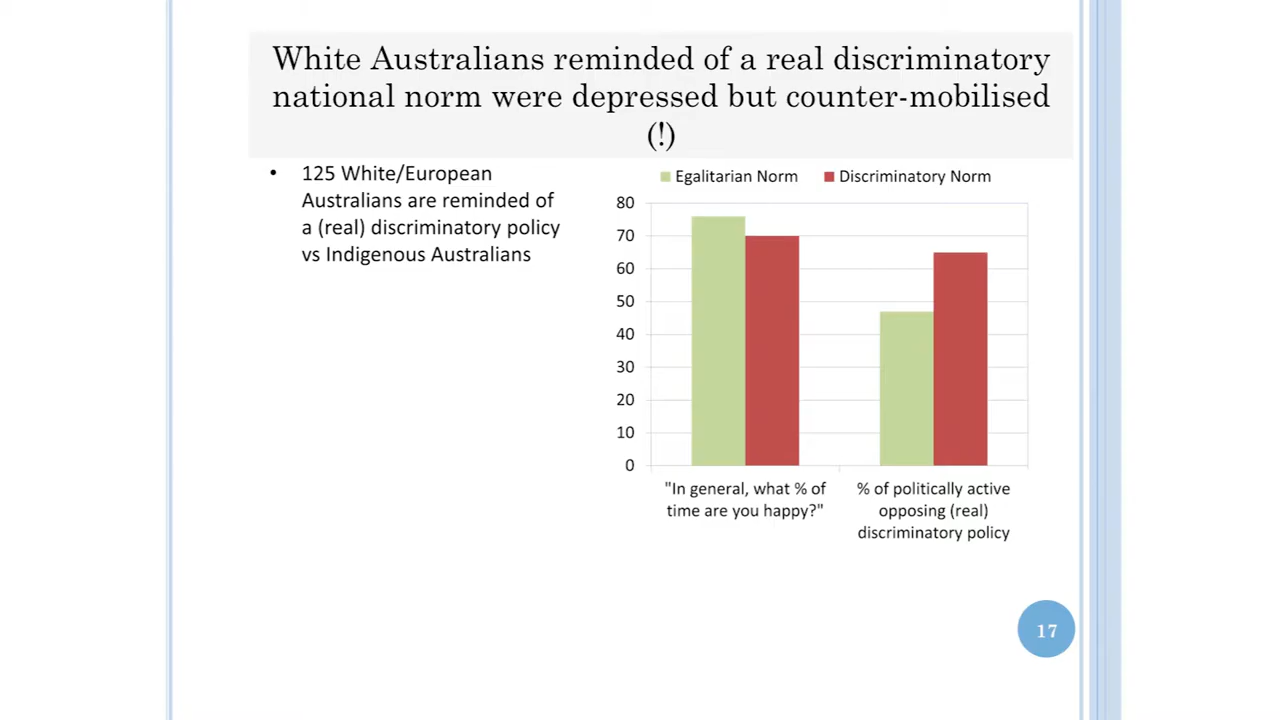 White Australians reminded of a real discriminatory
national norm were depressed but counter-mobilised
(!)
• 125 White/European
Australians are reminded of
a (real) discriminatory policy
vs Indigenous Australians
Egalitarian Norm Discriminatory Norm
80
70
60
50
40
30
20
10
0
"In general, what % of
time are you happy?"
% of politically active
opposing (real)
discriminatory policy
17